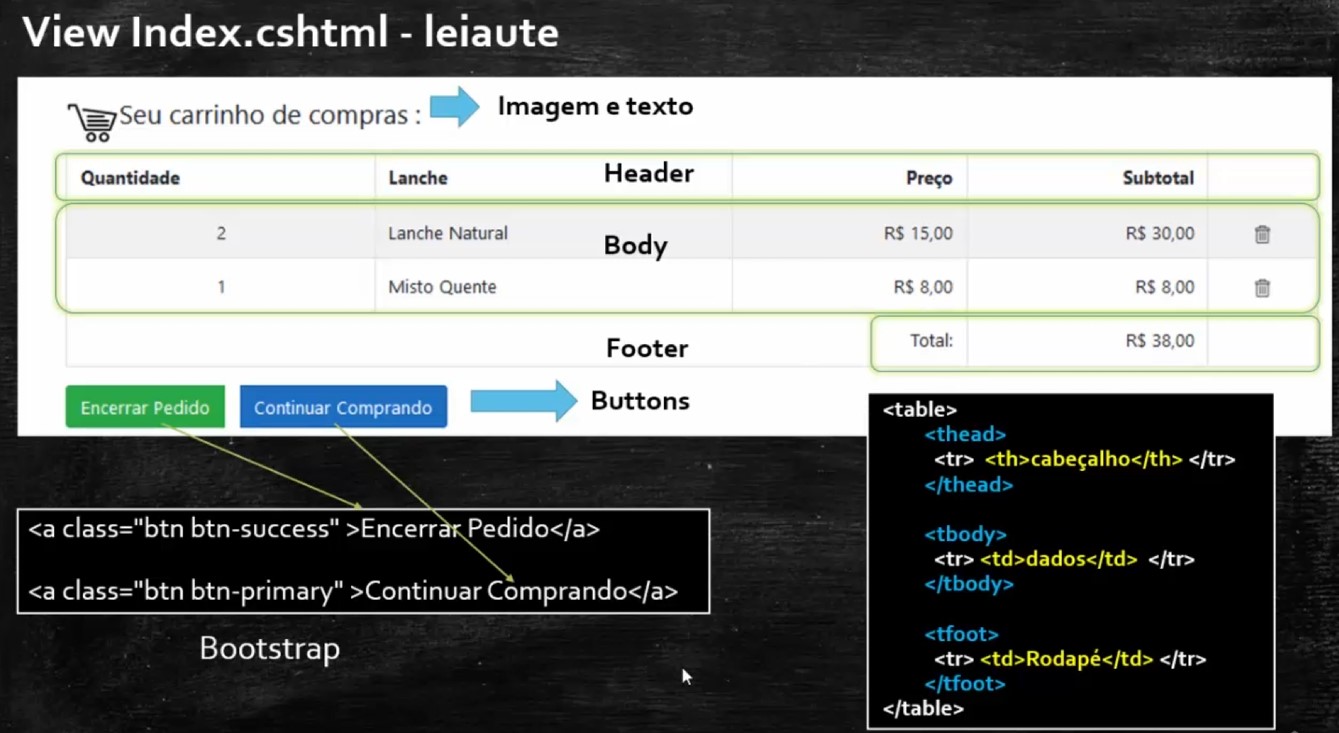 View Index.cshtml - leiaute
Seu carrinho de compras :
Imagem e texto
Quantidade Lanche Header Preço Subtotal
2 Lanche Natural R$ 15,00 R$ 30,00
Body
1 Misto Quente R$ 8,00 R$ 8,00
Footer Total: R$ 38,00
Encerrar Pedido Continuar Comprando Buttons
<a class="btn btn-success" >Encerrar Pedido</a>
<a class="btn btn-primary" >Continuar Comprando</a>
Bootstrap
<table>
<thead>
<tr> <th>cabeçalho</th> </tr>
</thead>
<tbody>
<tr> <td>dados</td> </tr>
</tbody>
<tfoot>
<tr> <td>Rodapé</td> </tr>
</tfoot>
</table>